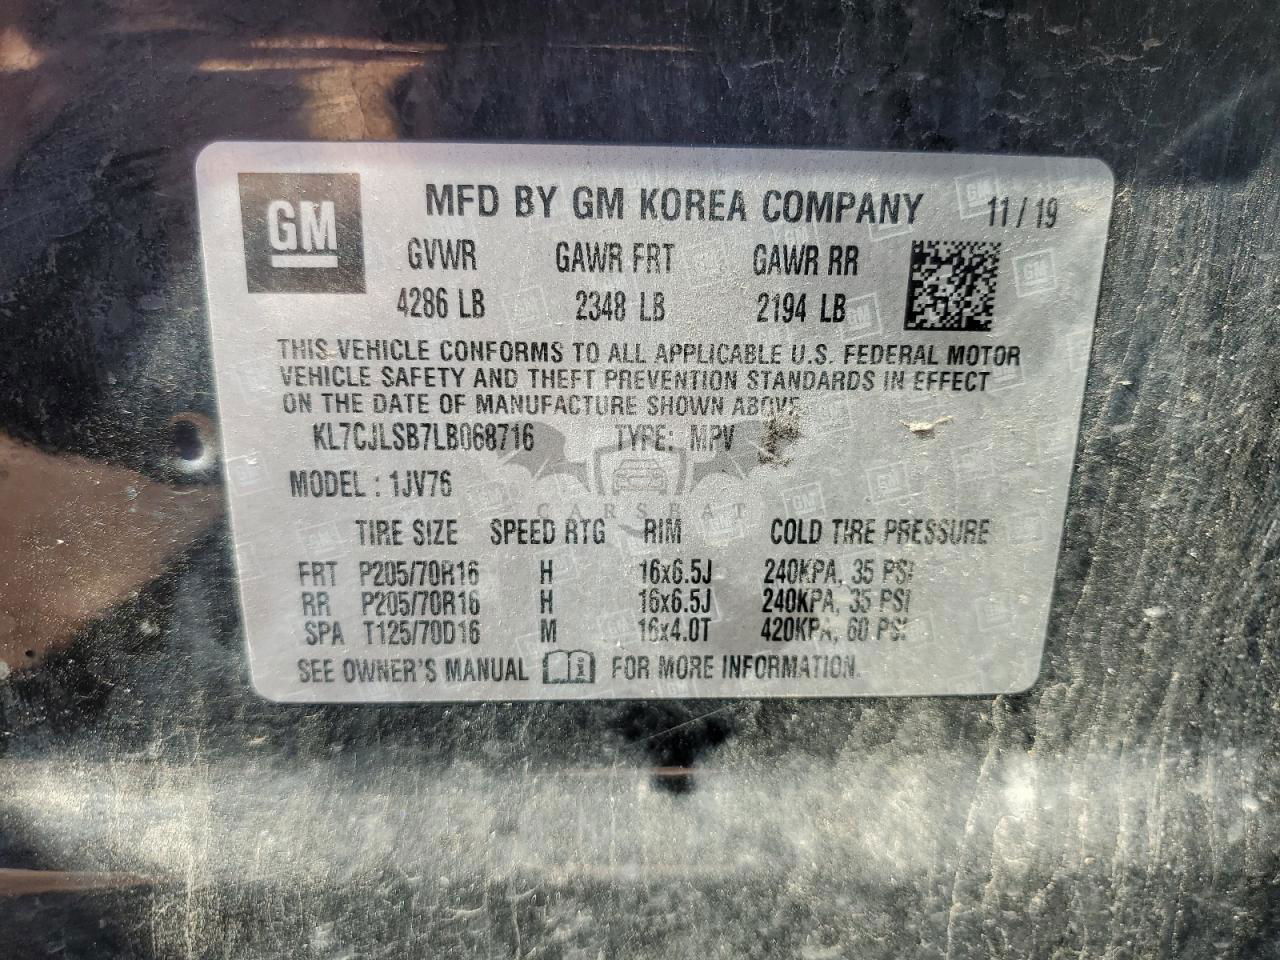 GM
MFD BY GM KOREA COMPANY 11/19
GVWR GAWR FRT GAWR RR
4286 LB 2348 LB 2194 LB
THIS VEHICLE CONFORMS TO ALL APPLICABLE U.S. FEDERAL MOTOR
VEHICLE SAFETY AND THEFT PREVENTION STANDARDS IN EFFECT
ON THE DATE OF MANUFACTURE SHOWN ABOVE
KL7CJLSB7LB068716 TYPE: MPV
MODEL : 1JV76
CARSBAT
TIRE SIZE SPEED RTG RIM COLD TIRE PRESSURE
FRT P205/70R16 H 16x6.5J 240KPA, 35 PSI
RR P205/70R16 H 16x6.5J 240KPA, 35 PSI
SPA T125/70D16 M 16x4.0T 420KPA, 60 PSI
SEE OWNER'S MANUAL FOR MORE INFORMATION.